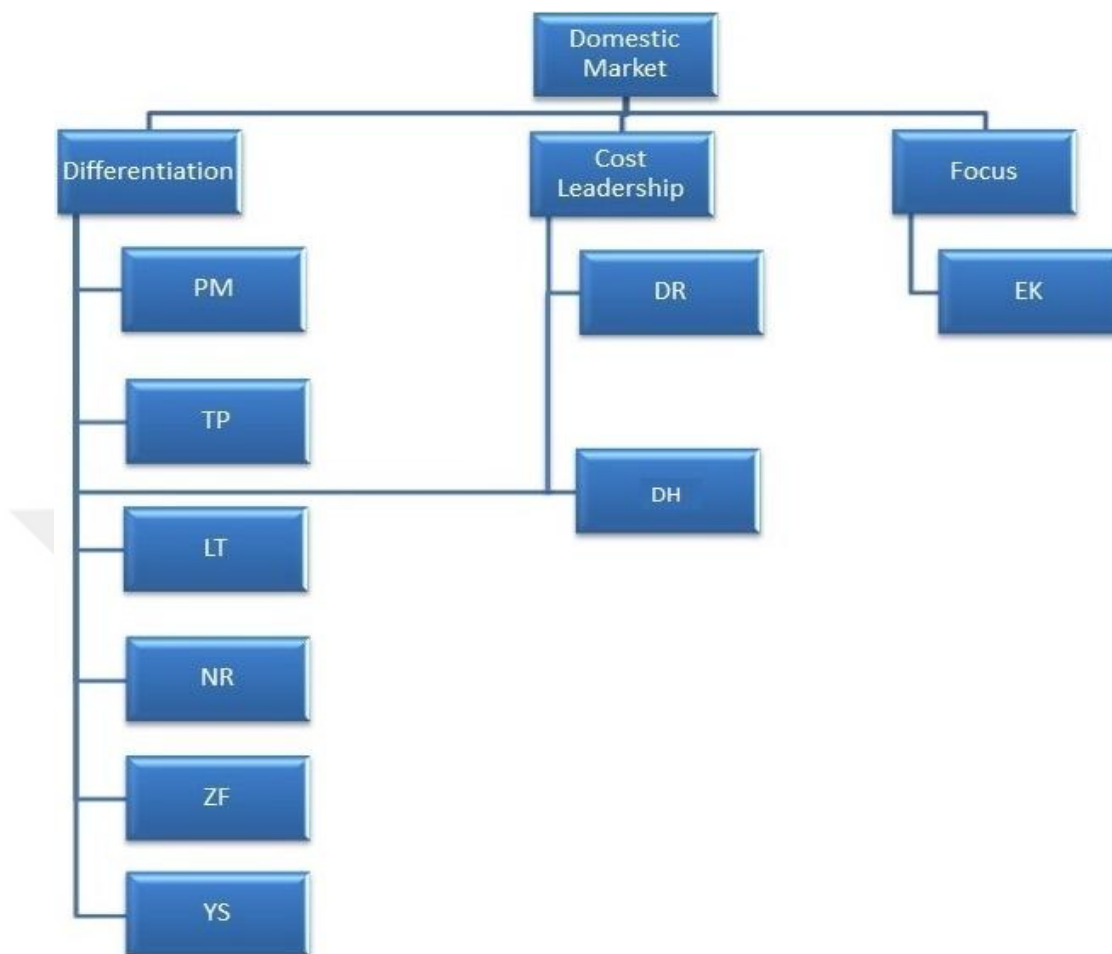 Domestic
Market
Differentiation
Cost
Leadership
Focus
PM
DR
EK
TP
DH
LT
NR
ZF
YS